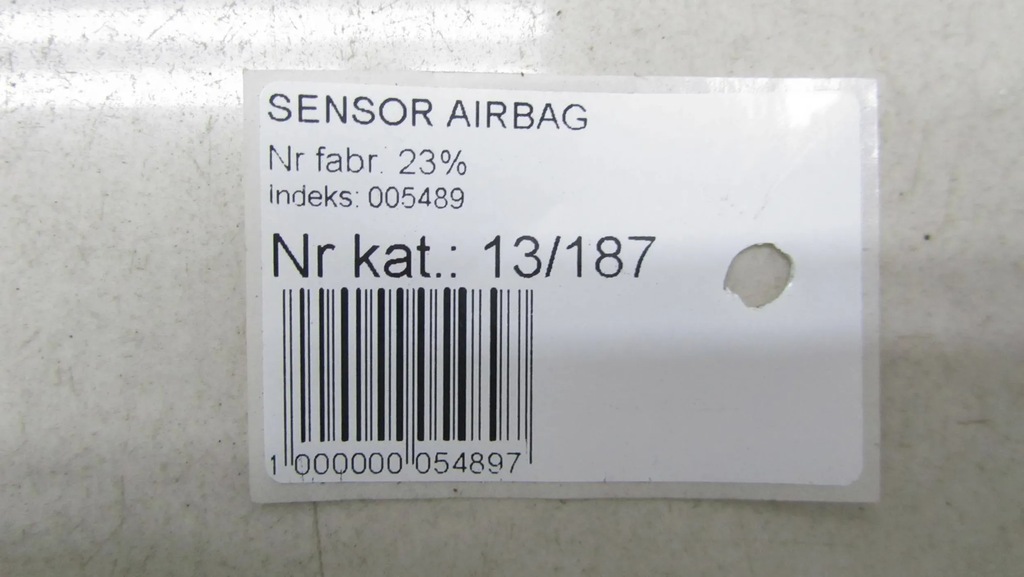 SENSOR AIRBAG
Nr fabr. 23%
Indeks: 005489
Nr kat.: 13/187
1 000000 054897